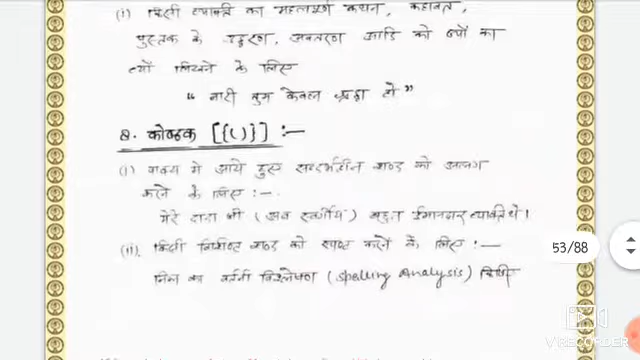 (i) किसी व्यक्ति का महत्वपूर्ण कथन, कहावत,
पुस्तक के उद्धरण, अवतरण आदि को ज्यों का
त्यों लिखने के लिए
“ नारी तुम केवल श्रद्धा हो ”
8. कोष्ठक [{()}] :—
(i) वाक्य में आये हुए सन्दर्भहीन शब्द को अलग
करने के लिए :—.
मेरे दादा जी (अब स्वर्गीय) बहुत ईमानदार व्यक्ति थे।
(ii). किसी विशिष्ट शब्द को स्पष्ट करने के लिए :—
53/88
का वर्तनी विश्लेषण (Spelling Analysis)
VRECORDER